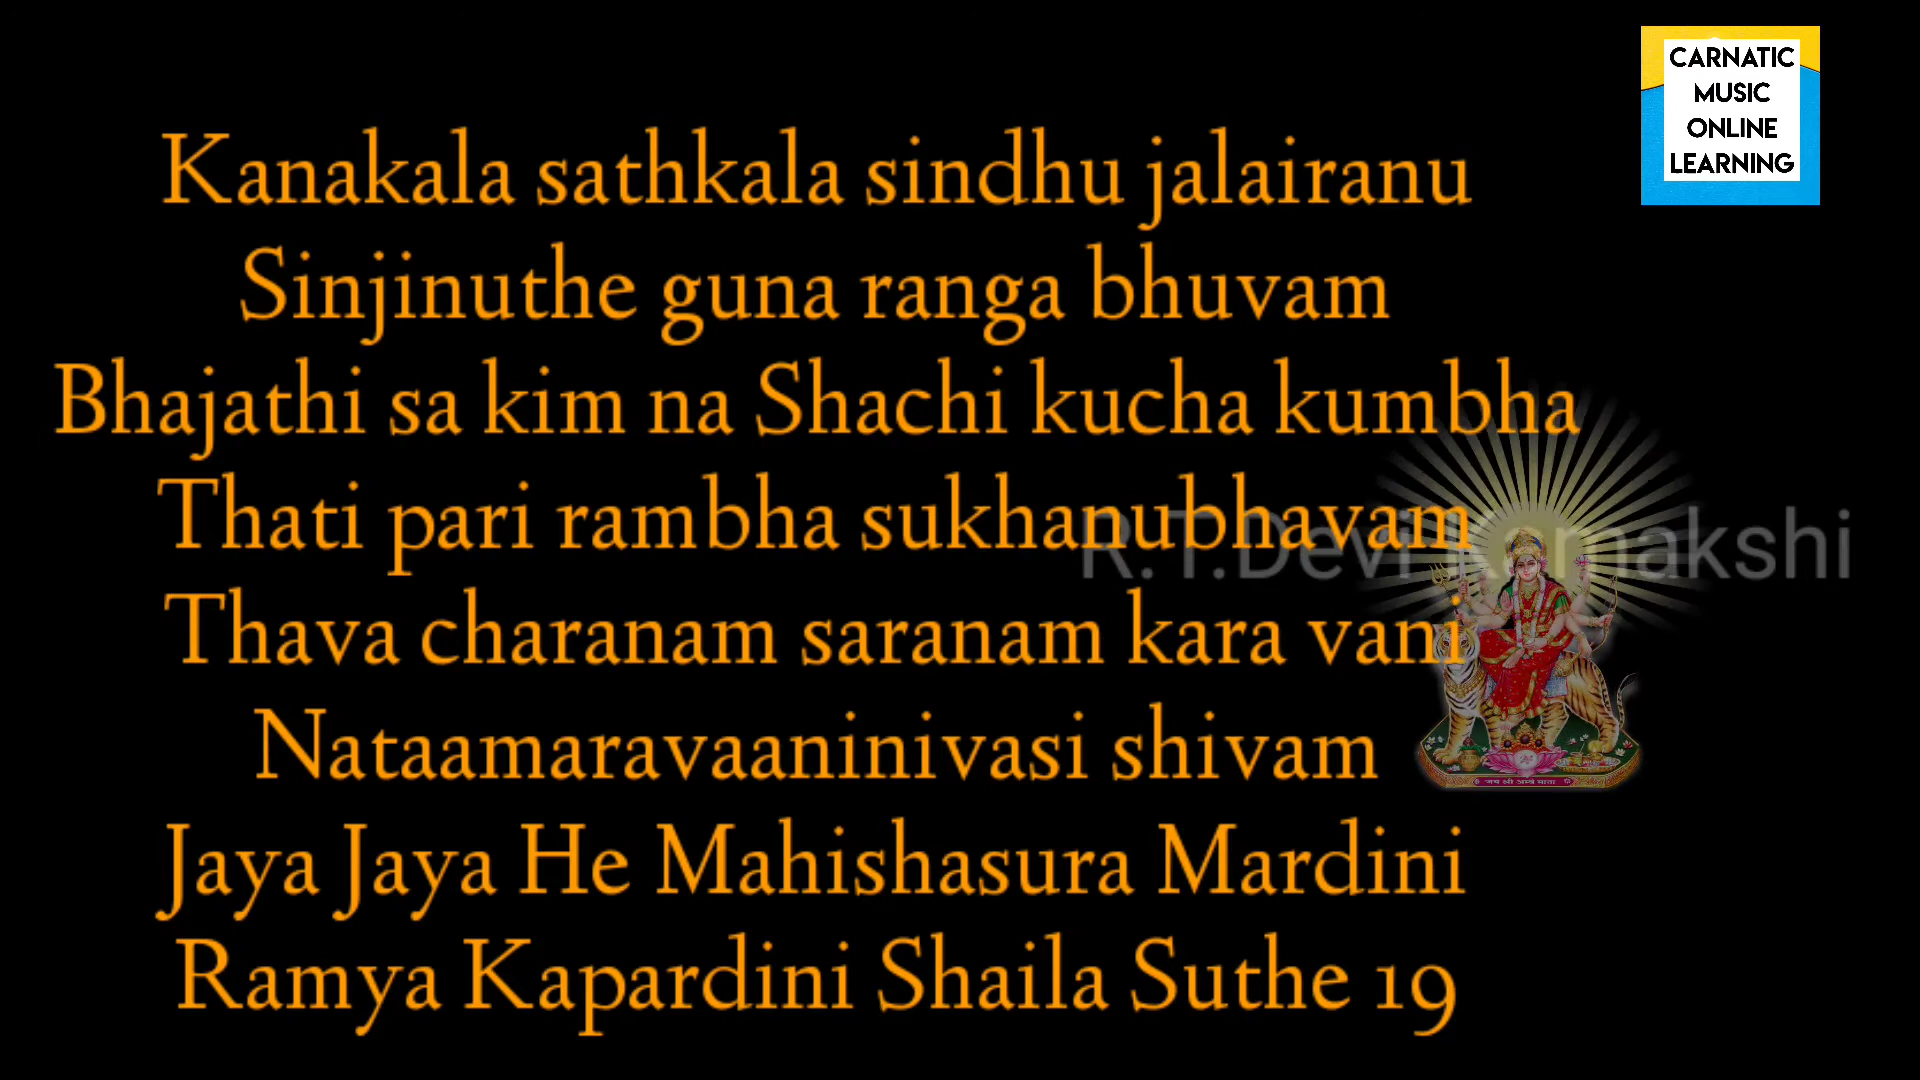 CARNATIC
MUSIC
ONLINE
LEARNING
Kanakala sathkala sindhu jalairanu
Sinjinuthe guna ranga bhuvam
Bhajathi sa kim na Shachi kucha kumbha
Thati pari rambha sukhanubhavam
R.T.Devi Kamakshi
Thava charanam saranam kara vani
Nataamaravaaninivasi shivam
जय श्री अम्बे माता
Jaya Jaya He Mahishasura Mardini
Ramya Kapardini Shaila Suthe 19